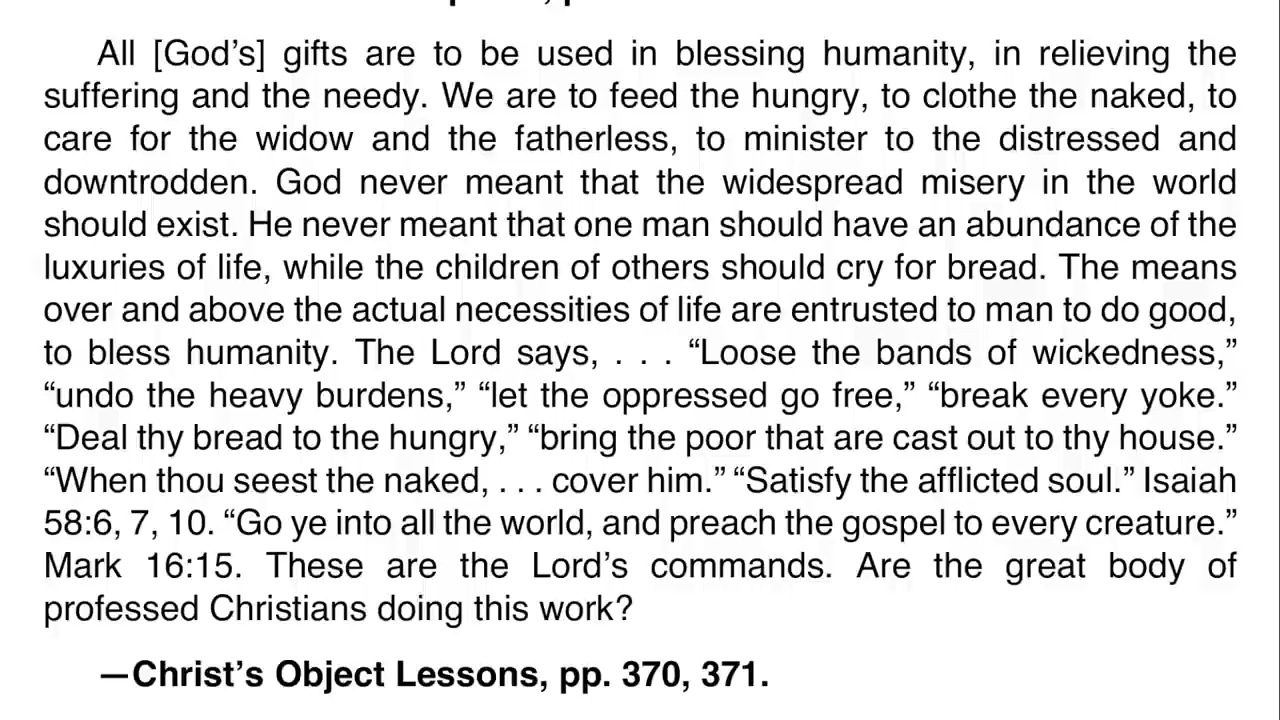 All [God’s] gifts are to be used in blessing humanity, in relieving the
suffering and the needy. We are to feed the hungry, to clothe the naked, to
care for the widow and the fatherless, to minister to the distressed and
downtrodden. God never meant that the widespread misery in the world
should exist. He never meant that one man should have an abundance of the
luxuries of life, while the children of others should cry for bread. The means
over and above the actual necessities of life are entrusted to man to do good,
to bless humanity. The Lord says, . . . “Loose the bands of wickedness,”
“undo the heavy burdens,” “let the oppressed go free,” “break every yoke.”
“Deal thy bread to the hungry,” “bring the poor that are cast out to thy house.”
“When thou seest the naked, . . . cover him.” “Satisfy the afflicted soul.” Isaiah
58:6, 7, 10. “Go ye into all the world, and preach the gospel to every creature.”
Mark 16:15. These are the Lord’s commands. Are the great body of
professed Christians doing this work?
—Christ’s Object Lessons, pp. 370, 371.